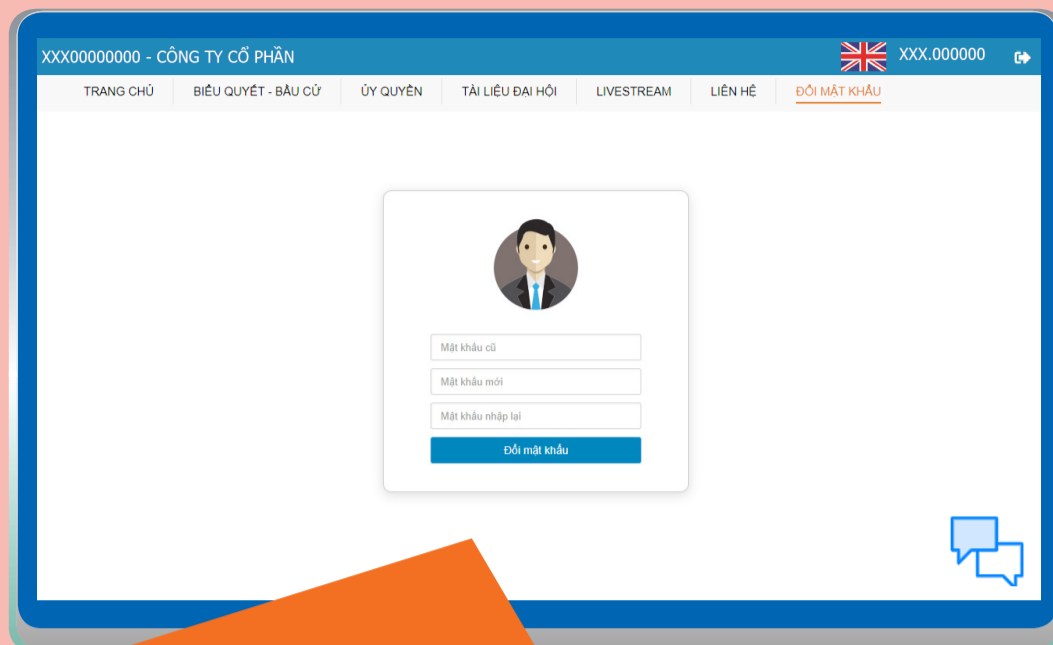 XXX00000000 - CÔNG TY CỔ PHẦN XXX.000000
TRANG CHỦ BIỂU QUYẾT - BẦU CỬ ỦY QUYỀN TÀI LIỆU ĐẠI HỘI LIVESTREAM LIÊN HỆ ĐỔI MẬT KHẨU
Mật khẩu cũ
Mật khẩu mới
Mật khẩu nhập lại
Đổi mật khẩu